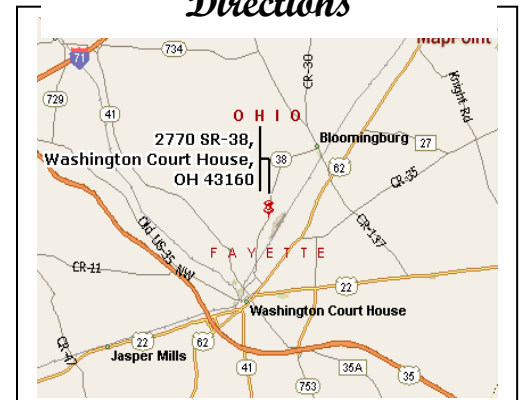 Directions
MapPoint
71
734
CR-30
Knight Rd
729
41
OHIO
2770 SR-38,
Washington Court House,
OH 43160
38
Bloomingburg
27
62
CR-35
Old US-35 NW
CR-137
FAYETTE
CR-11
22
Washington Court House
CR-47
22
62
Jasper Mills
41
35A
35
753